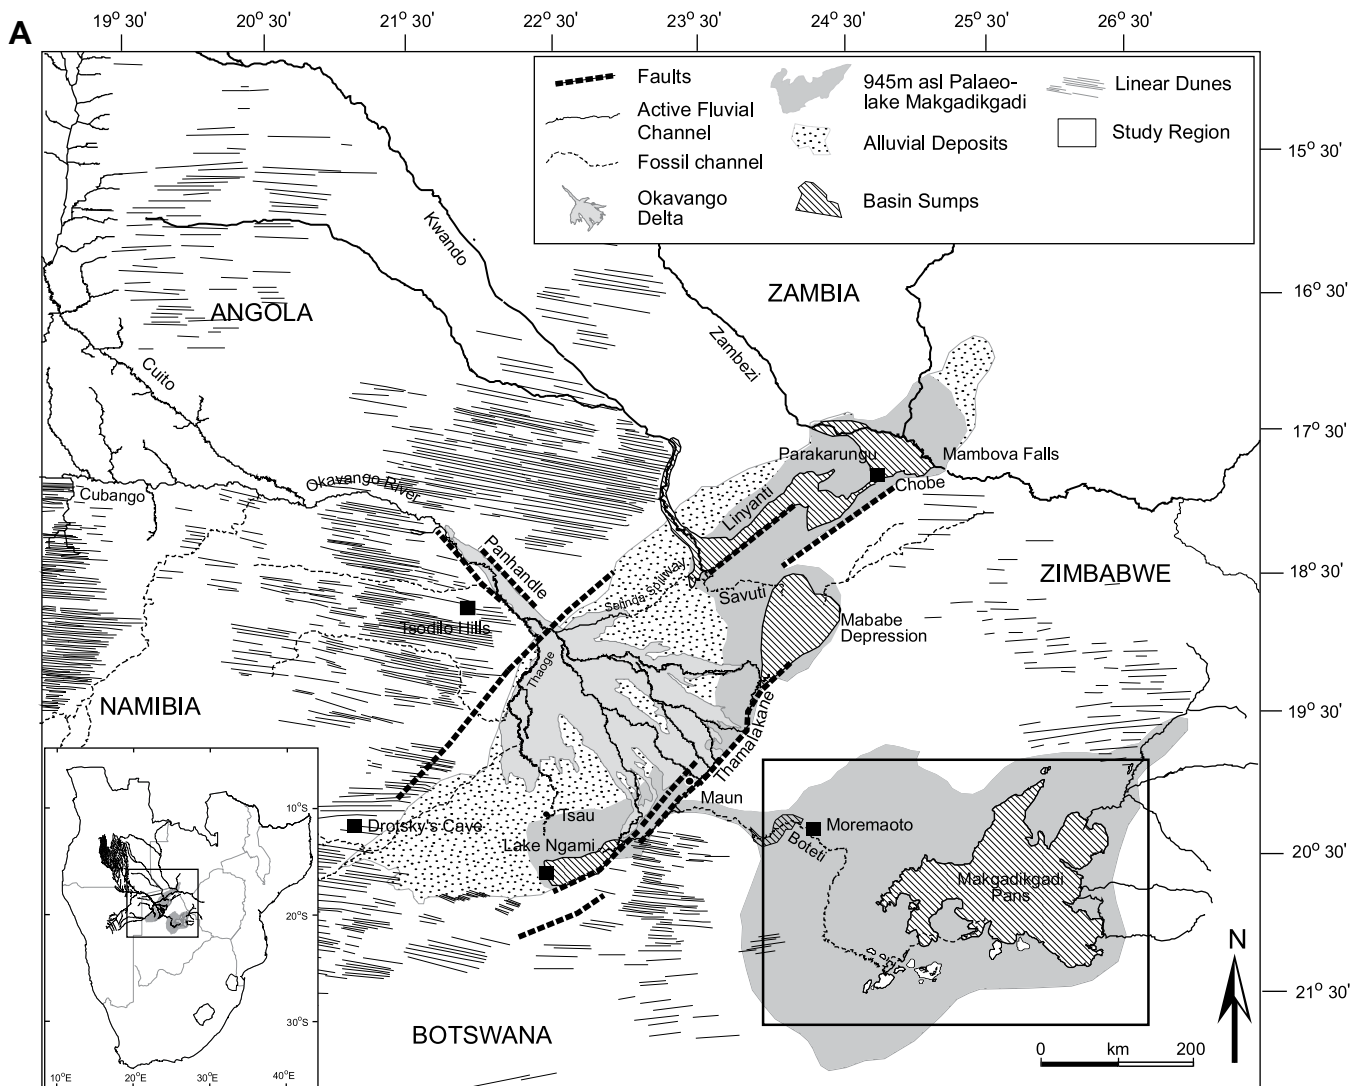 A
19° 30'
20° 30'
21° 30'
22° 30'
23° 30'
24° 30'
25° 30'
26° 30'
Faults
Active Fluvial
Channel
Fossil channel
Okavango
Delta
945m asl Palaeo-
lake Makgadikgadi
Alluvial Deposits
Basin Sumps
Linear Dunes
Study Region
15° 30'
16° 30'
17° 30'
18° 30'
19° 30'
20° 30'
21° 30'
Kwando
ZAMBIA
ANGOLA
Zambezi
Cuito
Parakarungu
Mambova Falls
Okavango River
Cubango
Chobe
Linyanti
Panhandle
ZIMBABWE
Selinda Spillway
Savuti
Tsodilo Hills
Mababe
Depression
Thaoge
NAMIBIA
Thamalakane
Maun
Tsau
Drotsky's Cave
Moremaoto
Lake Ngami
Boteti
Makgadikgadi
Pans
BOTSWANA
N
0 km 200
10°S
20°S
30°S
10°E
20°E
30°E
40°E